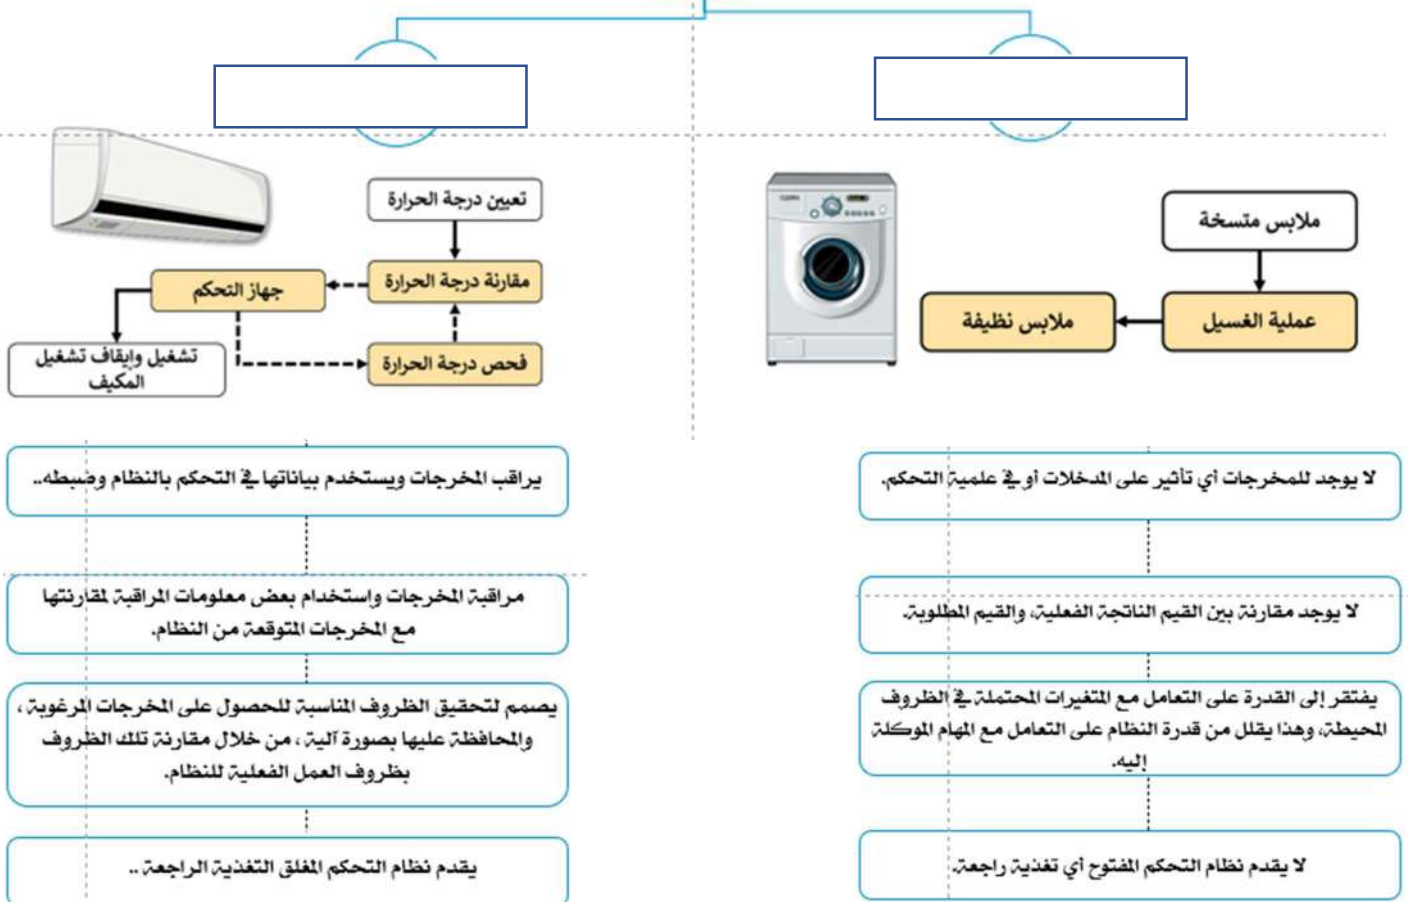 ملابس متسخة
عملية الغسيل
ملابس نظيفة
لا يوجد للمخرجات أي تأثير على المدخلات أو في علمية التحكم.
لا يوجد مقارنة بين القيم الناتجة الفعلية، والقيم المطلوبة.
يفتقر إلى القدرة على التعامل مع المتغيرات المحتملة في الظروف
المحيطة، وهذا يقلل من قدرة النظام على التعامل مع المهام الموكلة
إليه.
لا يقدم نظام التحكم المفتوح أي تغذية راجعة.
تعيين درجة الحرارة
مقارنة درجة الحرارة
جهاز التحكم
فحص درجة الحرارة
تشغيل وإيقاف تشغيل
المكيف
يراقب المخرجات ويستخدم بياناتها في التحكم بالنظام وضبطه..
مراقبة المخرجات واستخدام بعض معلومات المراقبة لمقارنتها
مع المخرجات المتوقعة من النظام.
يصمم لتحقيق الظروف المناسبة للحصول على المخرجات المرغوبة ،
والمحافظة عليها بصورة آلية ، من خلال مقارنة تلك الظروف
بظروف العمل الفعلية للنظام.
يقدم نظام التحكم المغلق التغذية الراجعة ..